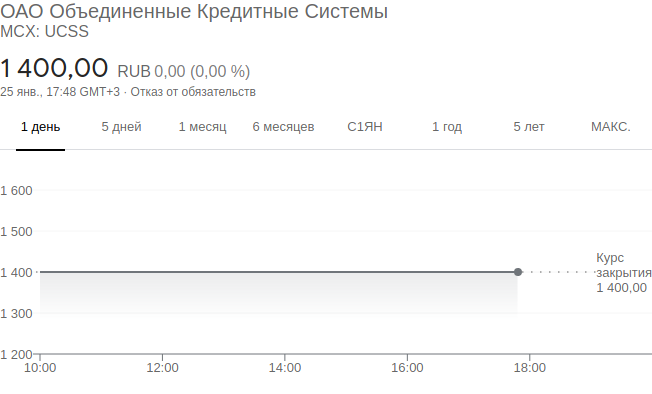 ОАО Объединенные Кредитные Системы
MCX: UCSS
1 400,00 RUB 0,00 (0,00 %)
25 янв., 17:48 GMT+3 · Отказ от обязательств
1 день 5 дней 1 месяц 6 месяцев С1ЯН 1 год 5 лет МАКС.
1 600
1 500
1 400
1 300
1 200
Курс
закрытия
1 400,00
10:00 12:00 14:00 16:00 18:00